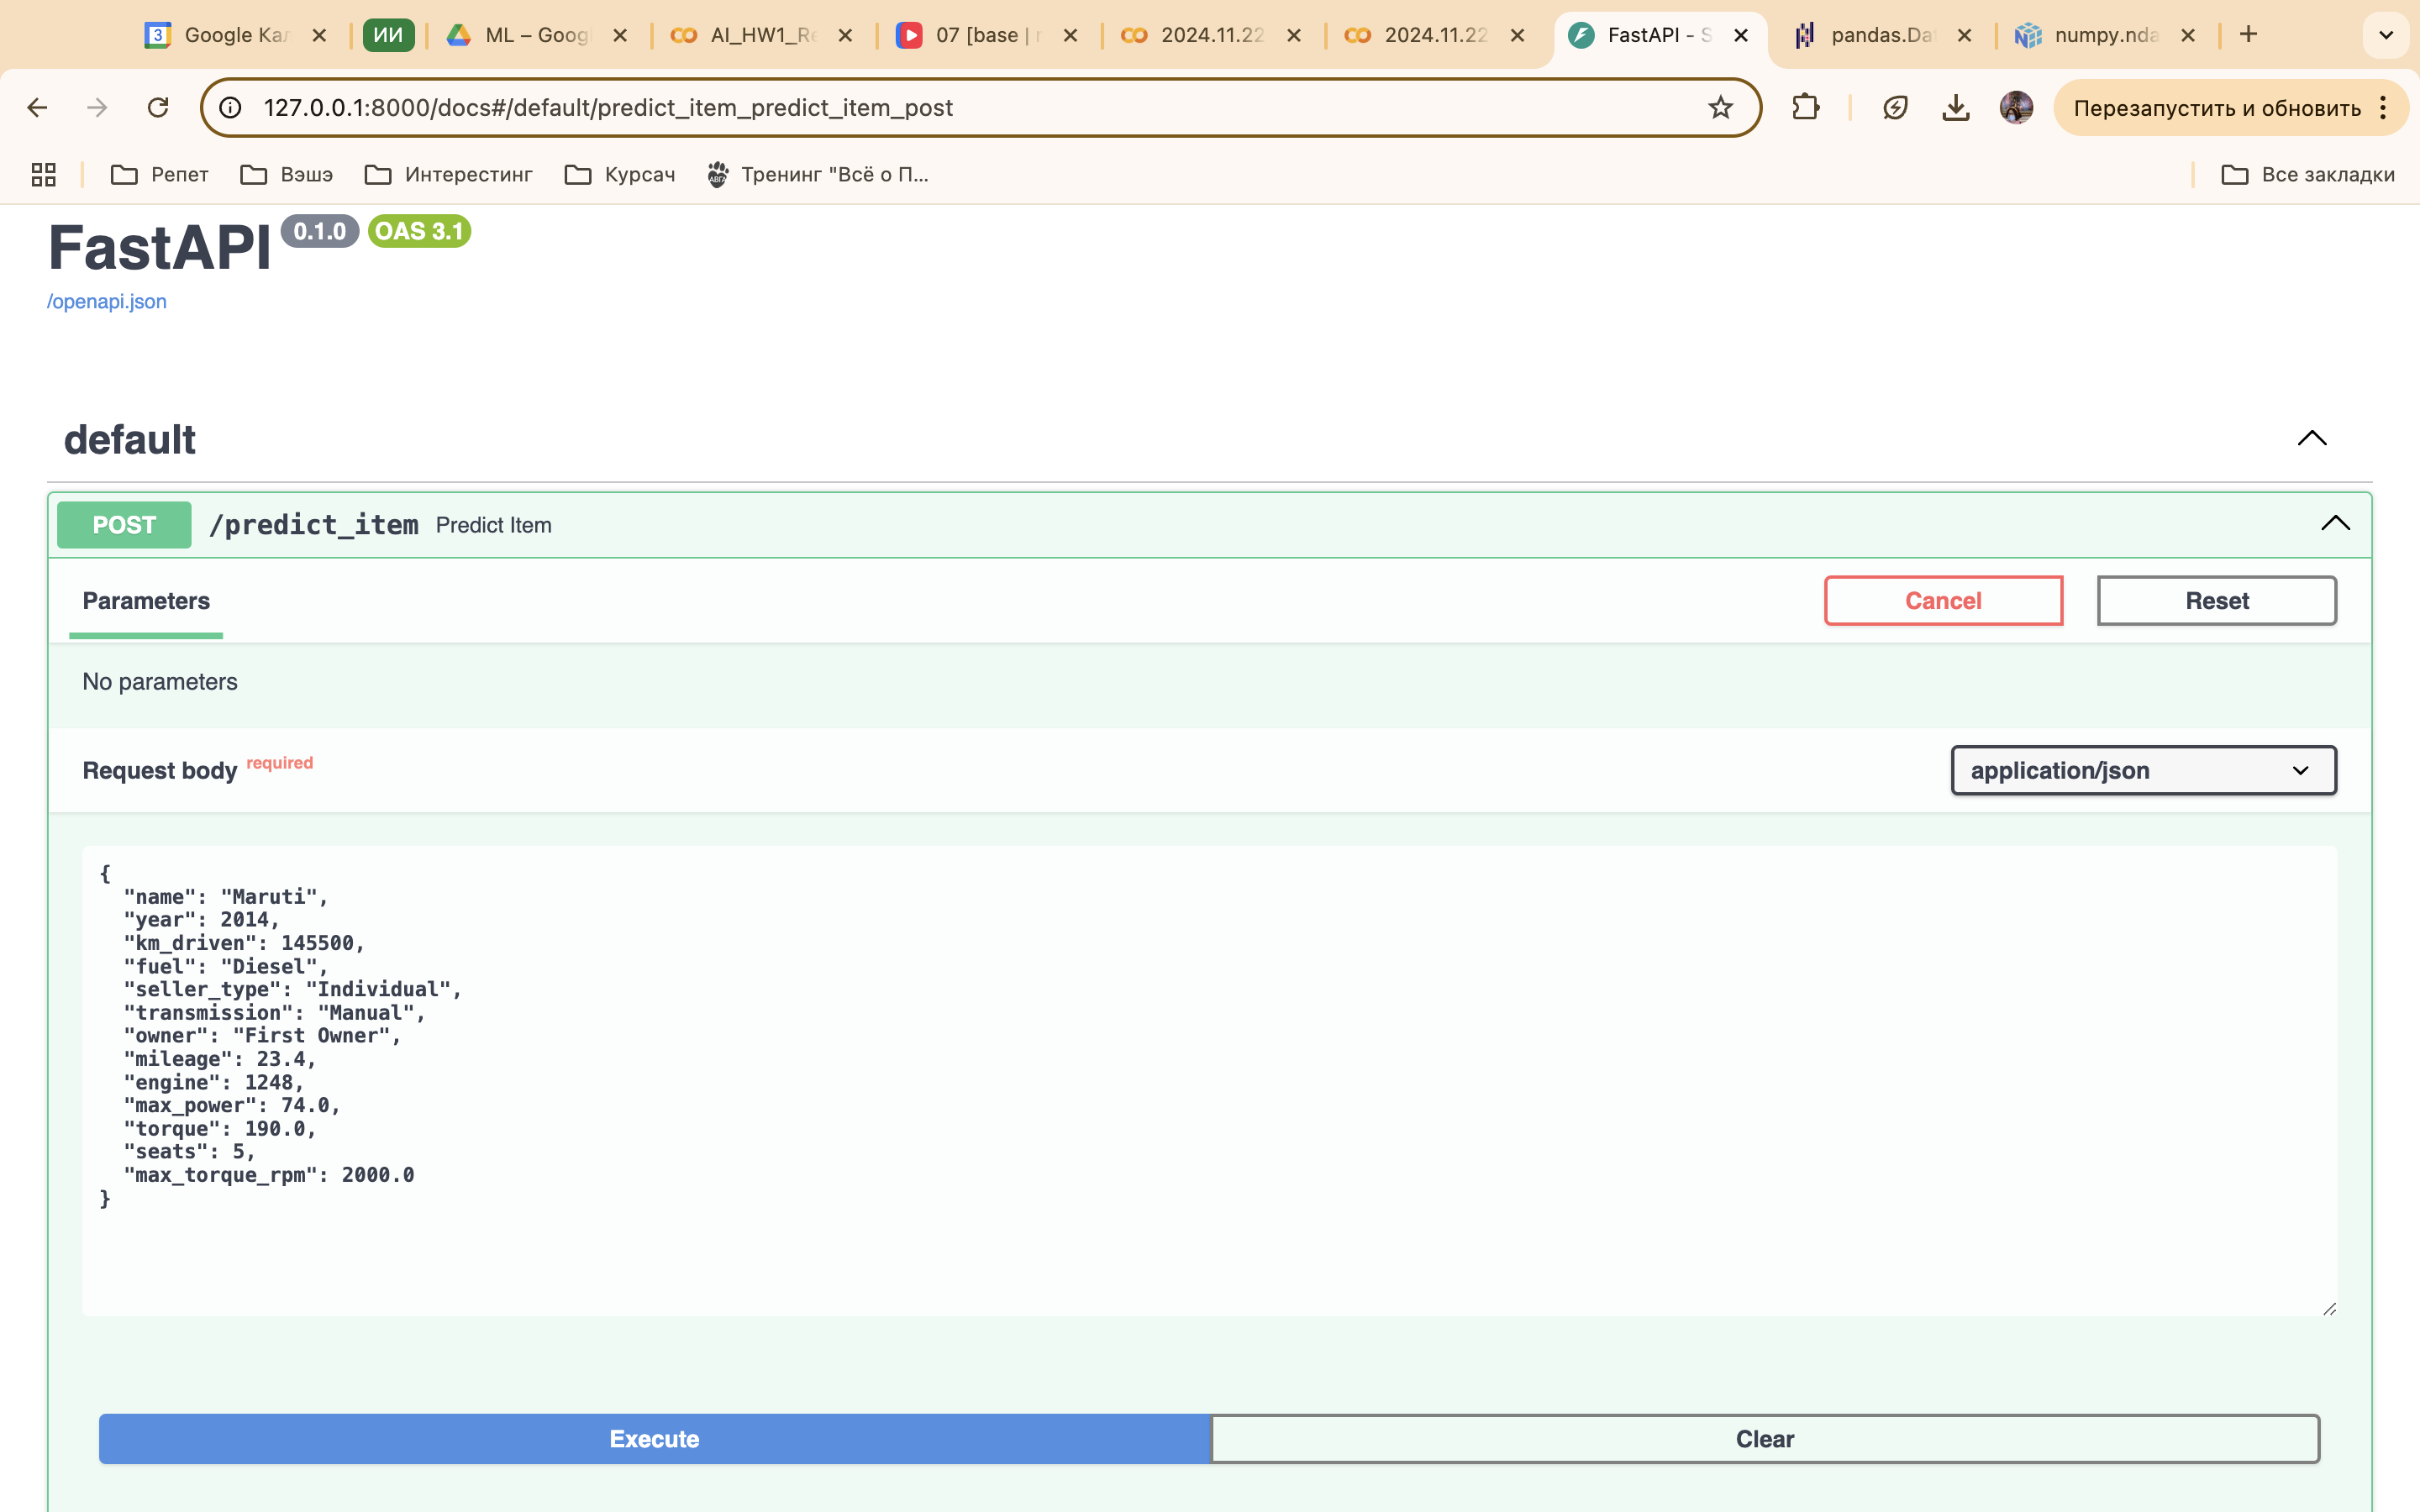 3 Google Ка ИИ ML – Goog AI_HW1_Re 07 [base | 2024.11.22 2024.11.22 FastAPI - S pandas.Da numpy.nda
127.0.0.1:8000/docs#/default/predict_item_predict_item_post Перезапустить и обновить
Репет Вэшэ Интерестинг Курсач Тренинг "Всё о П... Все закладки
FastAPI 0.1.0 OAS 3.1
/openapi.json
default
POST /predict_item Predict Item
Parameters Cancel Reset
No parameters
Request body required application/json
{
"name": "Maruti",
"year": 2014,
"km_driven": 145500,
"fuel": "Diesel",
"seller_type": "Individual",
"transmission": "Manual",
"owner": "First Owner",
"mileage": 23.4,
"engine": 1248,
"max_power": 74.0,
"torque": 190.0,
"seats": 5,
"max_torque_rpm": 2000.0
}
Execute Clear